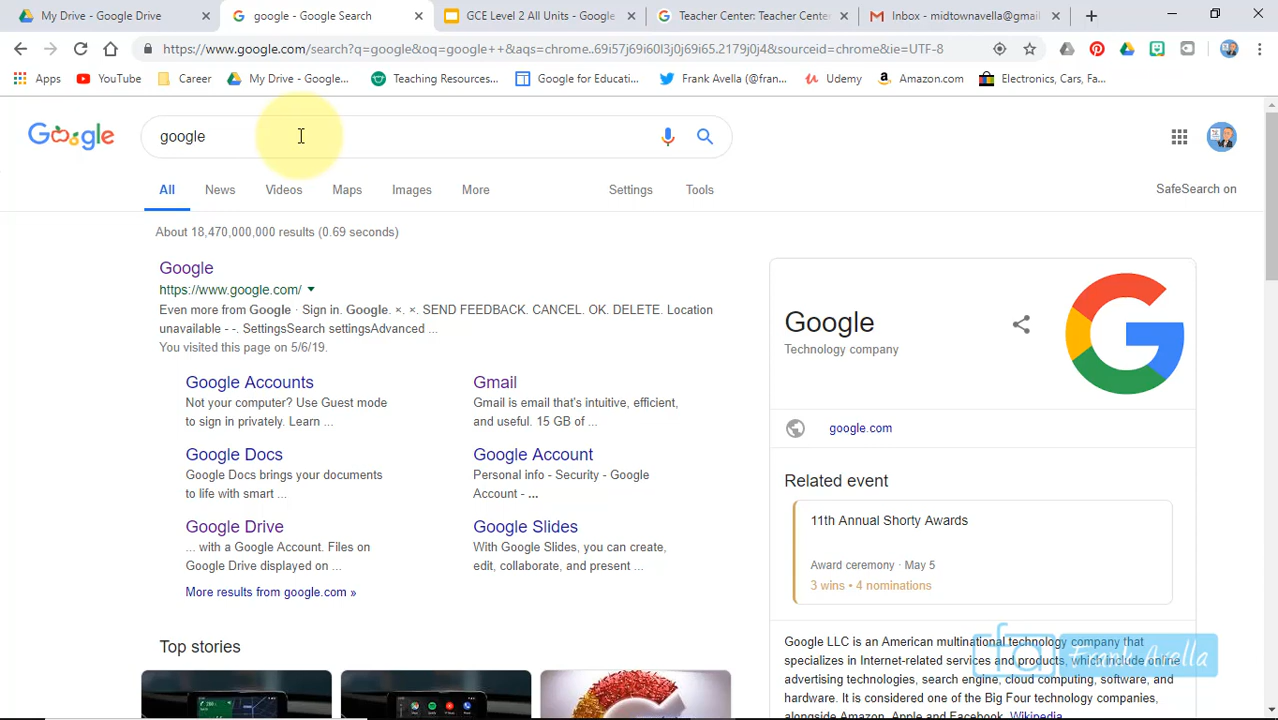 My Drive - Google Drive
google - Google Search
GCE Level 2 All Units - Google
Teacher Center: Teacher Center
Inbox - midtownavella@gmail
https://www.google.com/search?q=google&oq=google++&aqs=chrome..69i57j69i60l3j0j69i65.2179j0j4&sourceid=chrome&ie=UTF-8
Apps YouTube Career My Drive - Google... Teaching Resources... Google for Educati... Frank Avella (@fran... Udemy Amazon.com Electronics, Cars, Fa...
Google google
All News Videos Maps Images More Settings Tools SafeSearch on
About 18,470,000,000 results (0.69 seconds)
Google
https://www.google.com/
Even more from Google · Sign in. Google. ×. ×. SEND FEEDBACK. CANCEL. OK. DELETE. Location
unavailable - -. SettingsSearch settingsAdvanced ...
You visited this page on 5/6/19.
Google Accounts
Not your computer? Use Guest mode
to sign in privately. Learn ...
Gmail
Gmail is email that's intuitive, efficient,
and useful. 15 GB of ...
Google Docs
Google Docs brings your documents
to life with smart ...
Google Account
Personal info - Security - Google
Account - ...
Google Drive
... with a Google Account. Files on
Google Drive displayed on ...
Google Slides
With Google Slides, you can create,
edit, collaborate, and present ...
More results from google.com »
Top stories
Google
Technology company
google.com
Related event
11th Annual Shorty Awards
Award ceremony · May 5
3 wins • 4 nominations
Google LLC is an American multinational technology company that
specializes in Internet-related services and products, which include online
advertising technologies, search engine, cloud computing, software, and
hardware. It is considered one of the Big Four technology companies,
alongside Amazon, Apple and Facebook. Wikipedia
fa Frank Avella